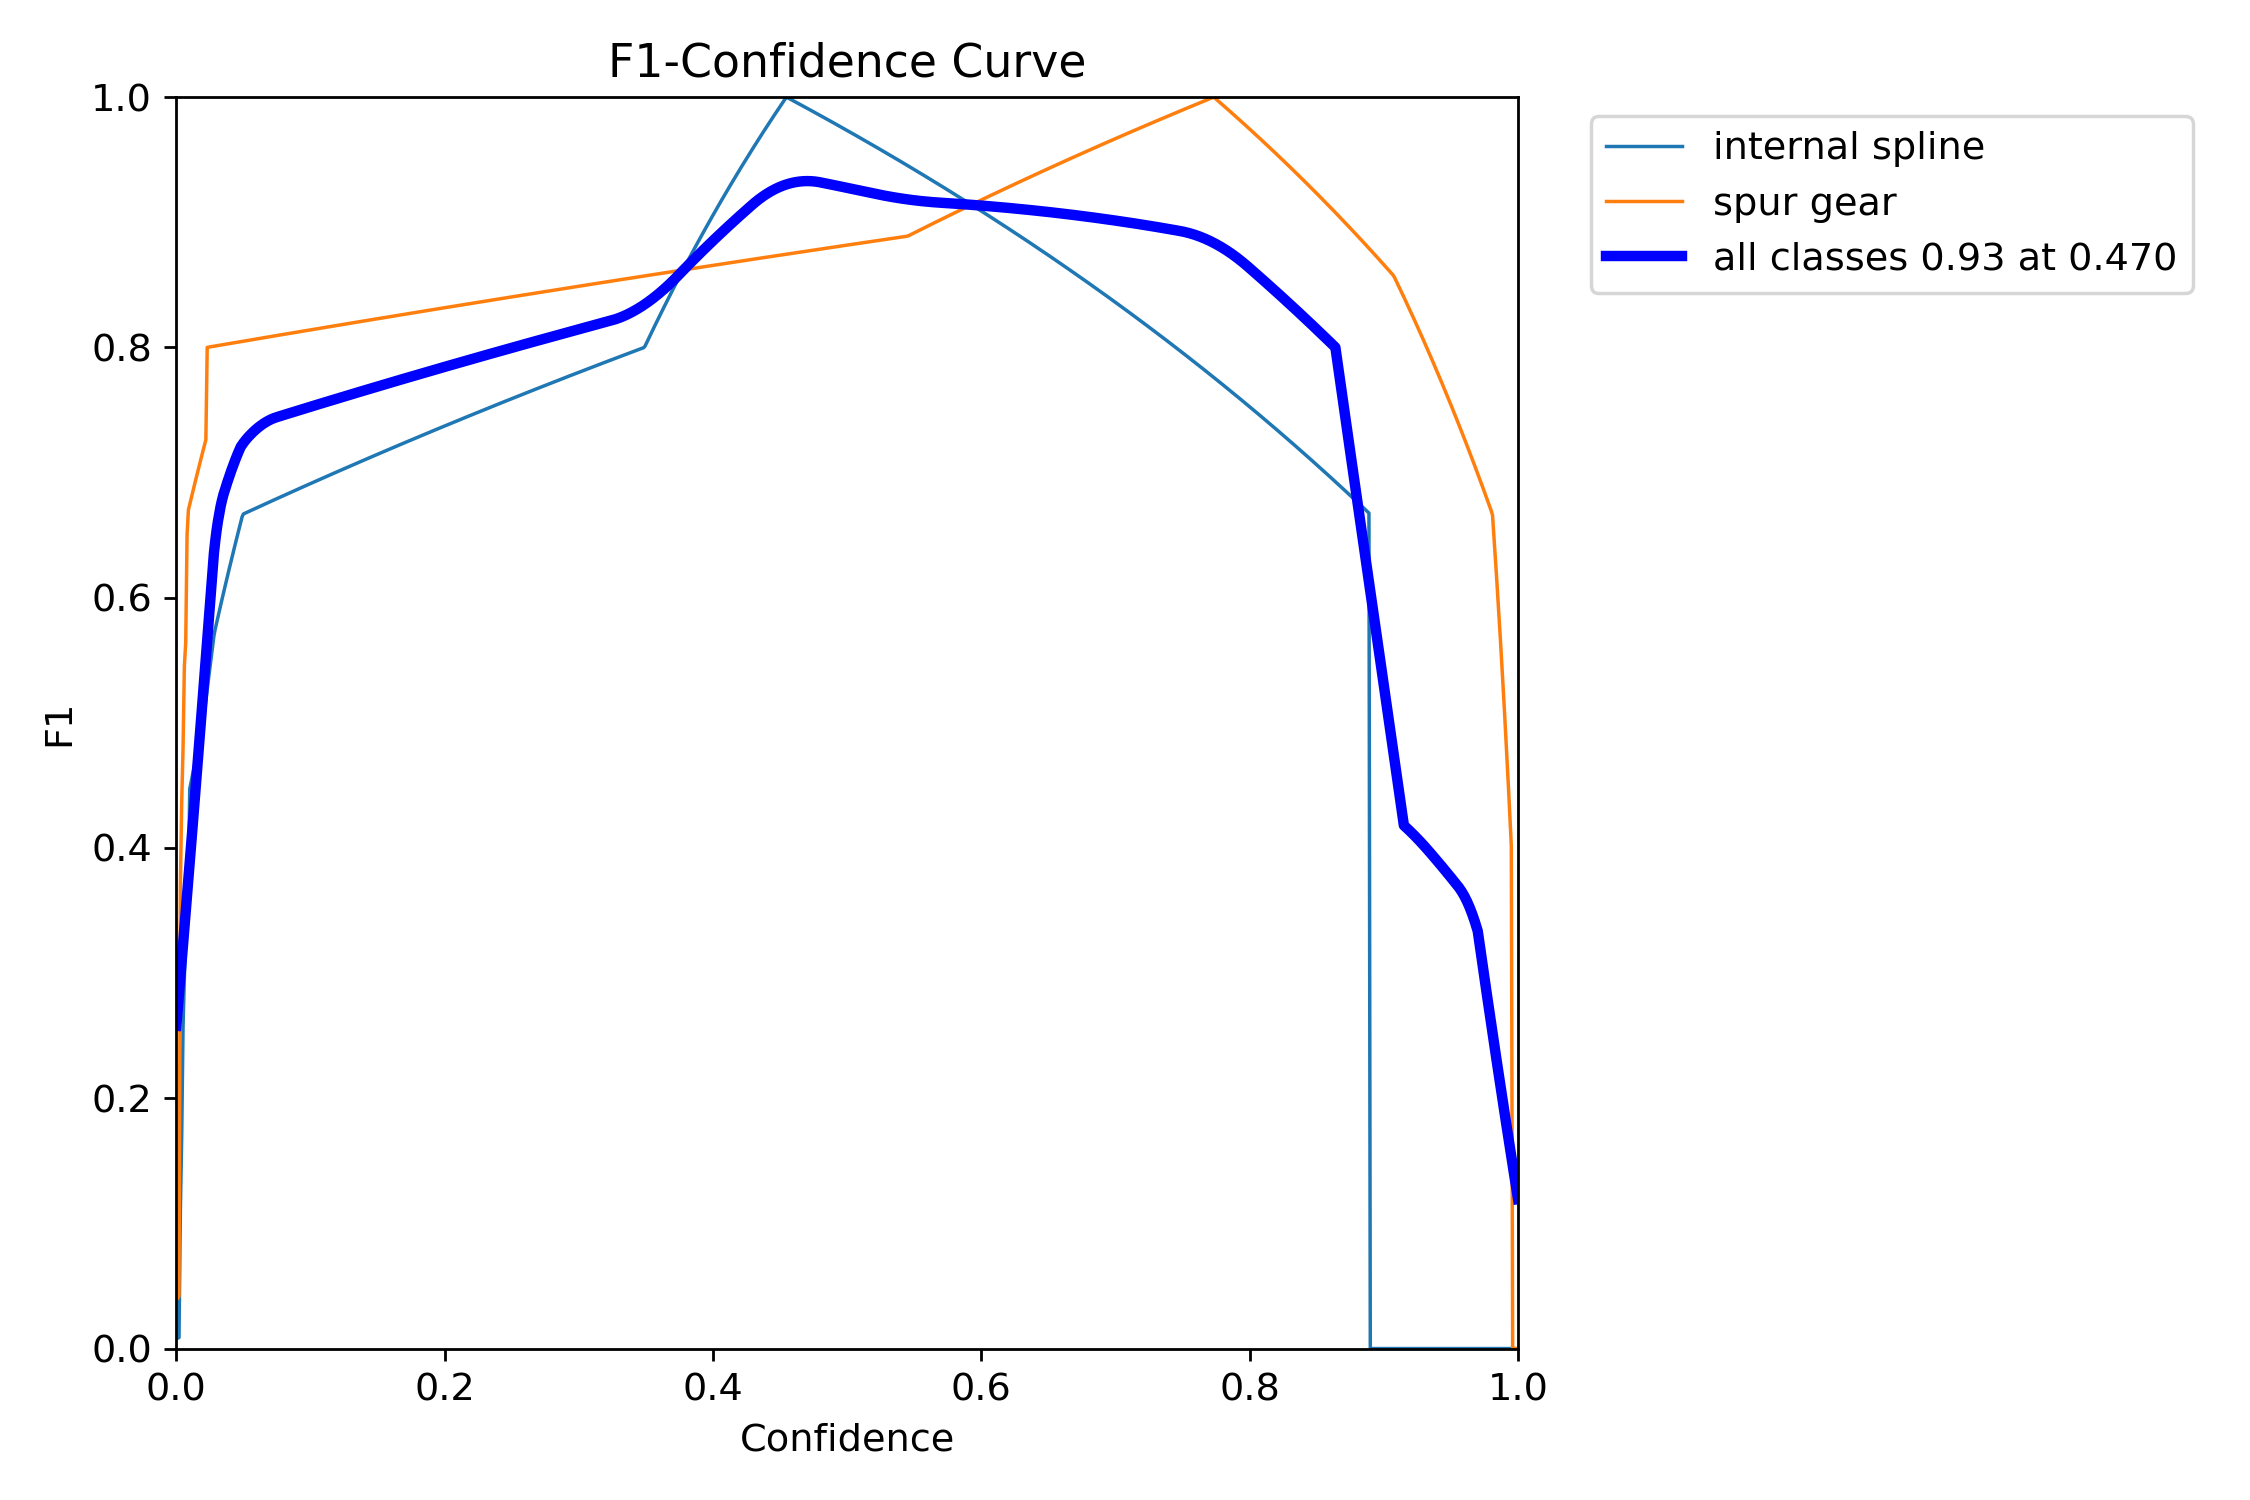 F1-Confidence Curve
internal spline
spur gear
all classes 0.93 at 0.470
F1
1.0
0.8
0.6
0.4
0.2
0.0
0.0 0.2 0.4 0.6 0.8 1.0
Confidence